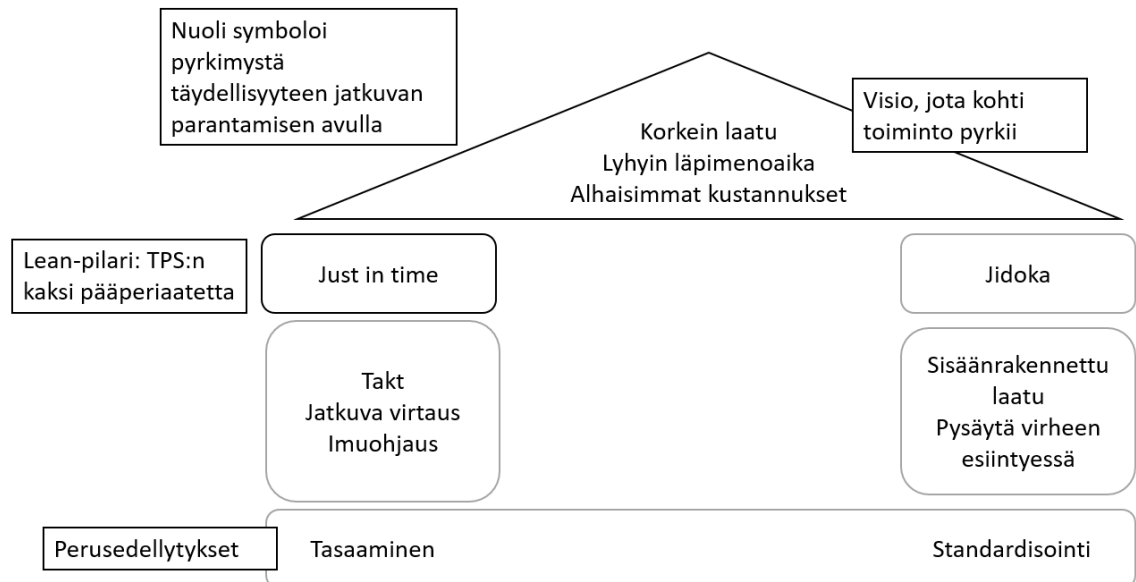 Nuoli symboloi
pyrkimystä
täydellisyyteen jatkuvan
parantamisen avulla
Visio, jota kohti
toiminto pyrkii
Korkein laatu
Lyhyin läpimenoaika
Alhaisimmat kustannukset
Lean-pilari: TPS:n
kaksi pääperiaatetta
Just in time
Jidoka
Takt
Jatkuva virtaus
Imuohjaus
Sisäänrakennettu
laatu
Pysäytä virheen
esiintyessä
Perusedellytykset
Tasaaminen
Standardisointi